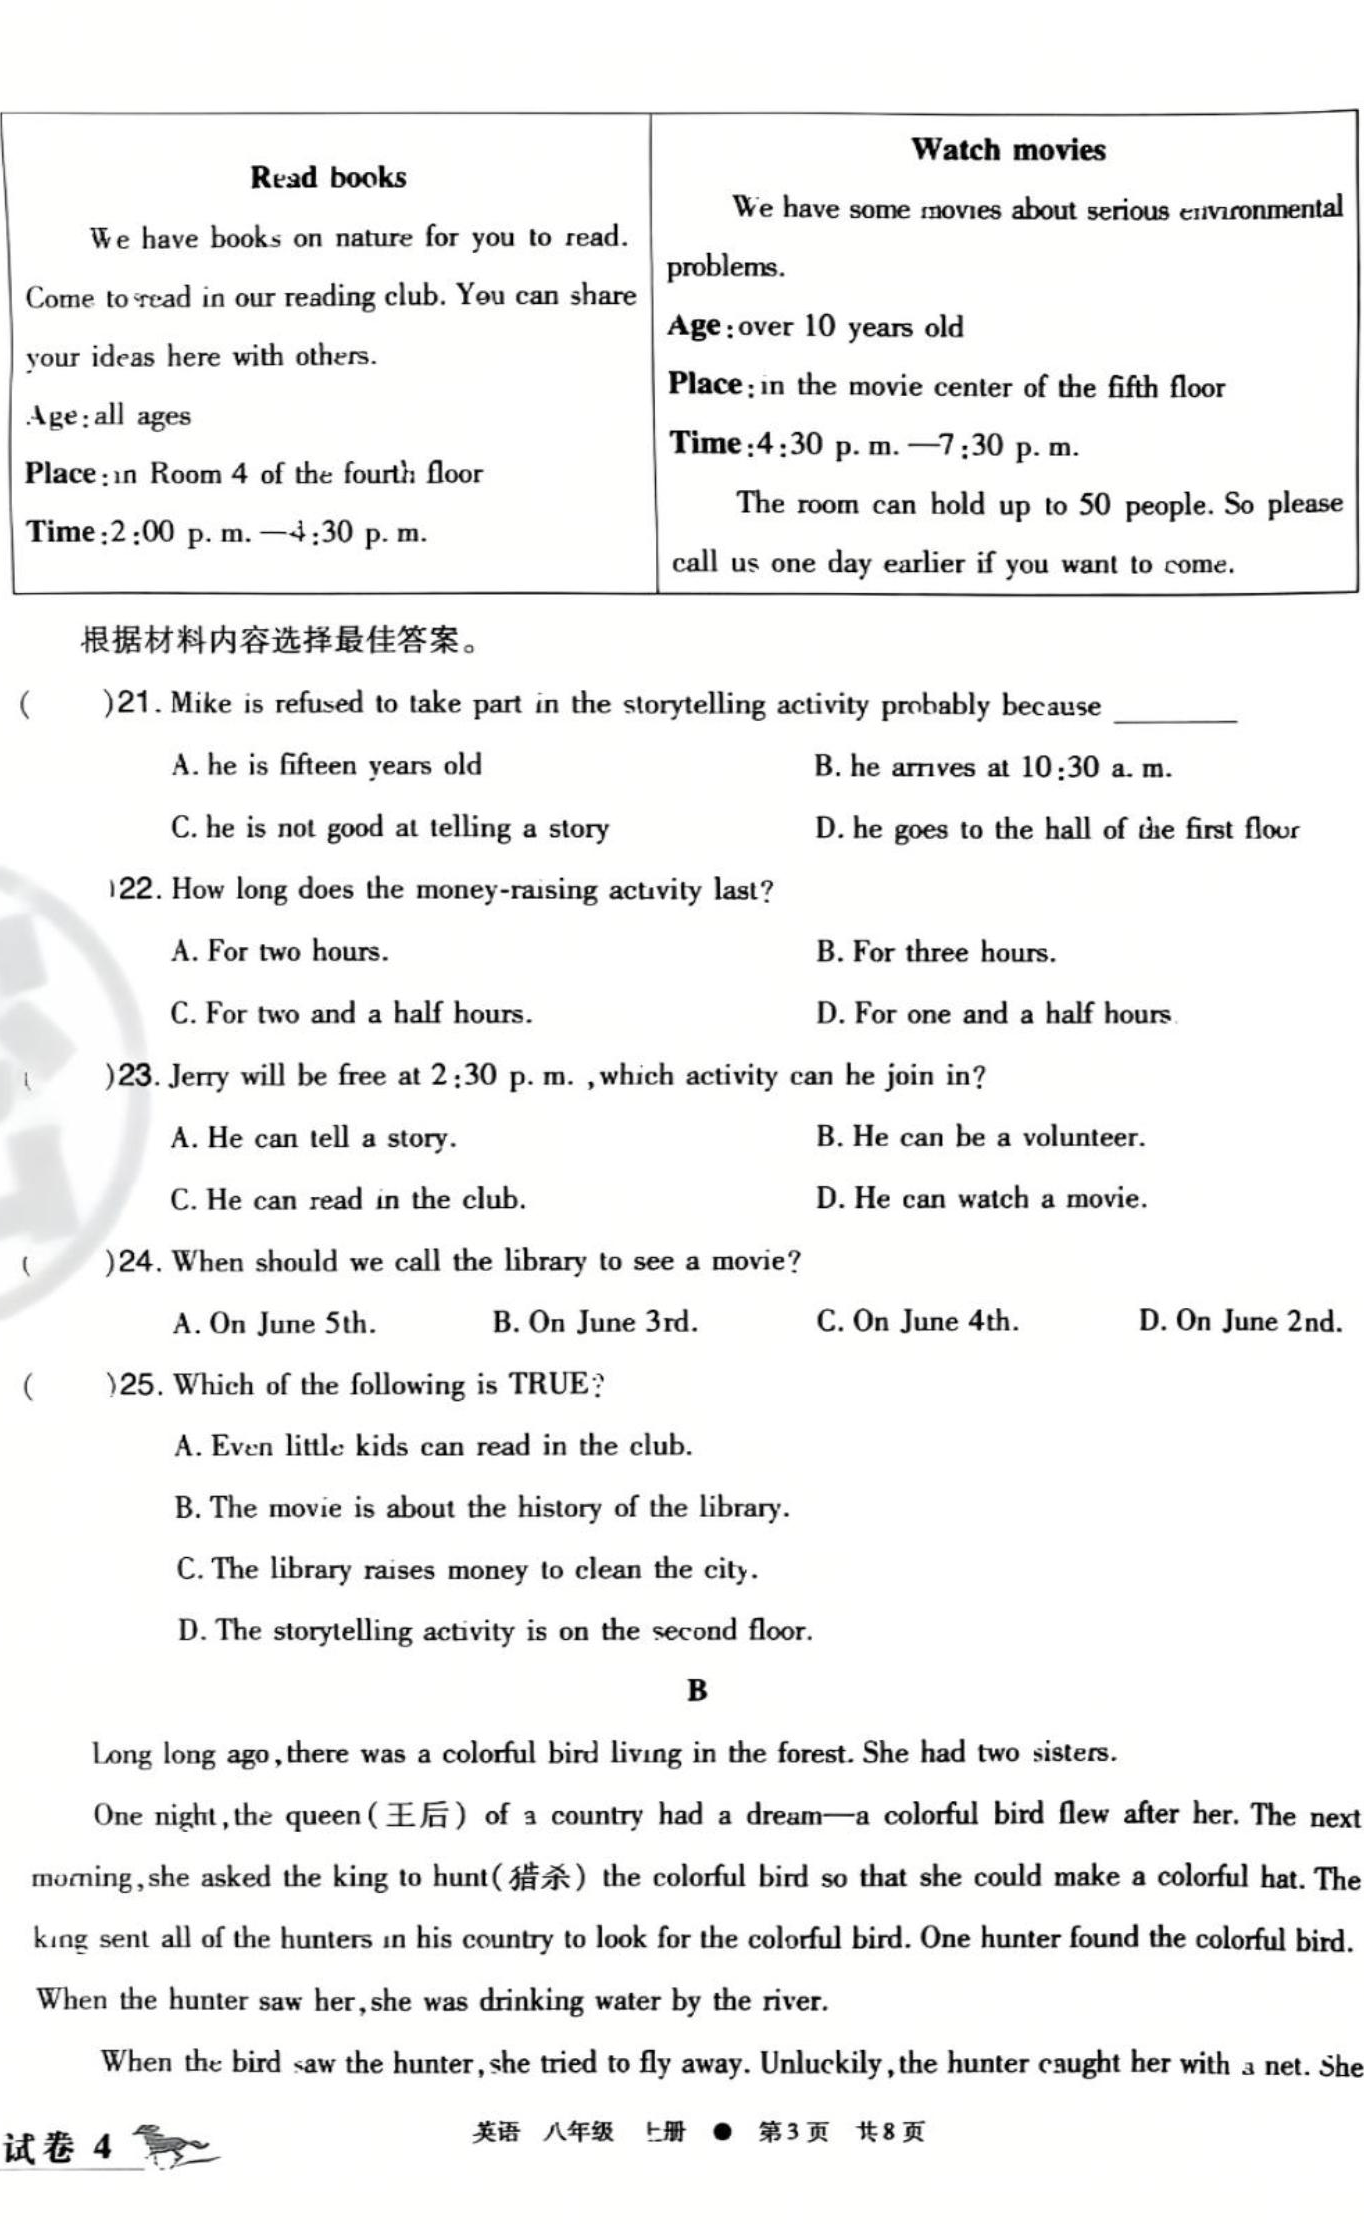 Read books
We have books on nature for you to read.
Come to read in our reading club. You can share
your ideas here with others.
Age:all ages
Place:in Room 4 of the fourth floor
Time:2:00 p. m. —4:30 p. m.
Watch movies
We have some movies about serious environmental
problems.
Age:over 10 years old
Place:in the movie center of the fifth floor
Time:4:30 p. m. —7:30 p. m.
The room can hold up to 50 people. So please
call us one day earlier if you want to come.
根据材料内容选择最佳答案。
( )21. Mike is refused to take part in the storytelling activity probably because ______
A. he is fifteen years old B. he arrives at 10:30 a. m.
C. he is not good at telling a story D. he goes to the hall of the first floor
)22. How long does the money-raising activity last?
A. For two hours. B. For three hours.
C. For two and a half hours. D. For one and a half hours.
( )23. Jerry will be free at 2:30 p. m. ,which activity can he join in?
A. He can tell a story. B. He can be a volunteer.
C. He can read in the club. D. He can watch a movie.
( )24. When should we call the library to see a movie?
A. On June 5th. B. On June 3rd. C. On June 4th. D. On June 2nd.
( )25. Which of the following is TRUE?
A. Even little kids can read in the club.
B. The movie is about the history of the library.
C. The library raises money to clean the city.
D. The storytelling activity is on the second floor.
B
Long long ago,there was a colorful bird living in the forest. She had two sisters.
One night,the queen(王后) of a country had a dream—a colorful bird flew after her. The next
morning,she asked the king to hunt(猎杀) the colorful bird so that she could make a colorful hat. The
king sent all of the hunters in his country to look for the colorful bird. One hunter found the colorful bird.
When the hunter saw her,she was drinking water by the river.
When the bird saw the hunter,she tried to fly away. Unluckily,the hunter caught her with a net. She
试卷 4
英语 八年级 上册 ● 第3页 共8页